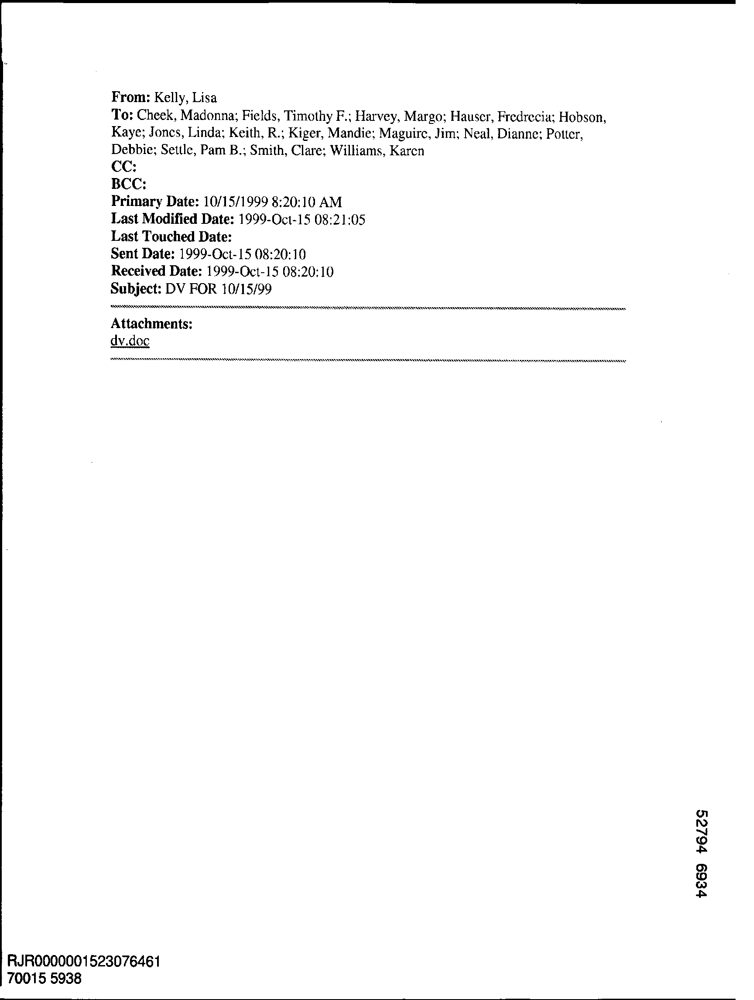 From: Kelly, Lisa
To: Cheek, Madonna; Fields, Timothy F.; Harvey, Margo; Hauser, Fredrecia; Hobson,
Kaye; Jones, Linda; Keith, R.; Kiger, Mandie; Maguire, Jim; Neal, Dianne; Potter,
Debbie; Settle, Pam B.; Smith, Clare; Williams, Karen
CC:
BCC:
Primary Date: 10/15/1999 8:20:10 AM
Last Modified Date: 1999-Oct-15 08:21:05
Last Touched Date:
Sent Date: 1999-Oct-15 08:20:10
Received Date: 1999-Oct-15 08:20:10
Subject: DV FOR 10/15/99
Attachments:
dv.doc
52794 6934
RJR0000001523076461
70015 5938